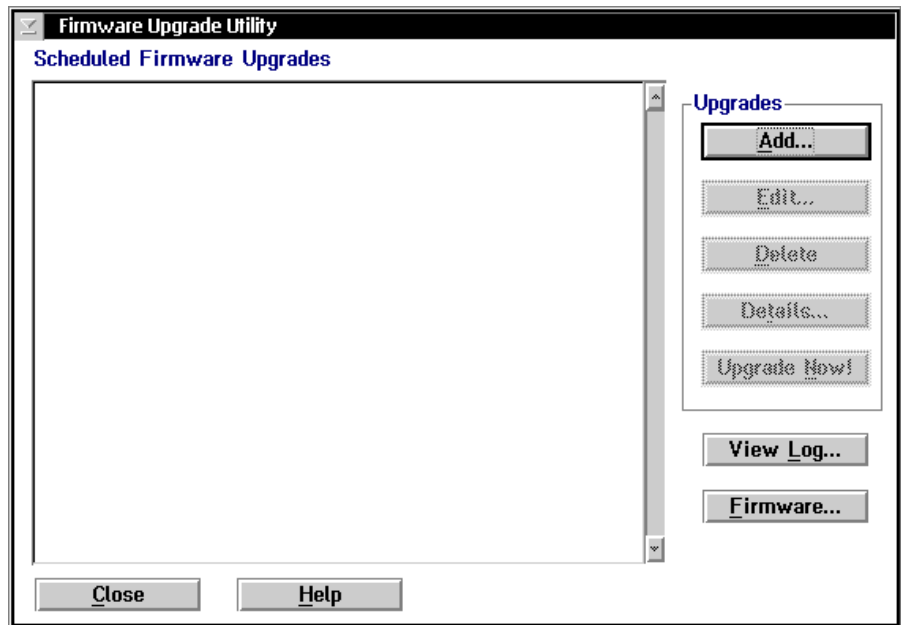 Firmware Upgrade Utility
Scheduled Firmware Upgrades
Upgrades
Add...
Edit...
Delete
Details...
Upgrade Now!
View Log...
Firmware...
Close
Help